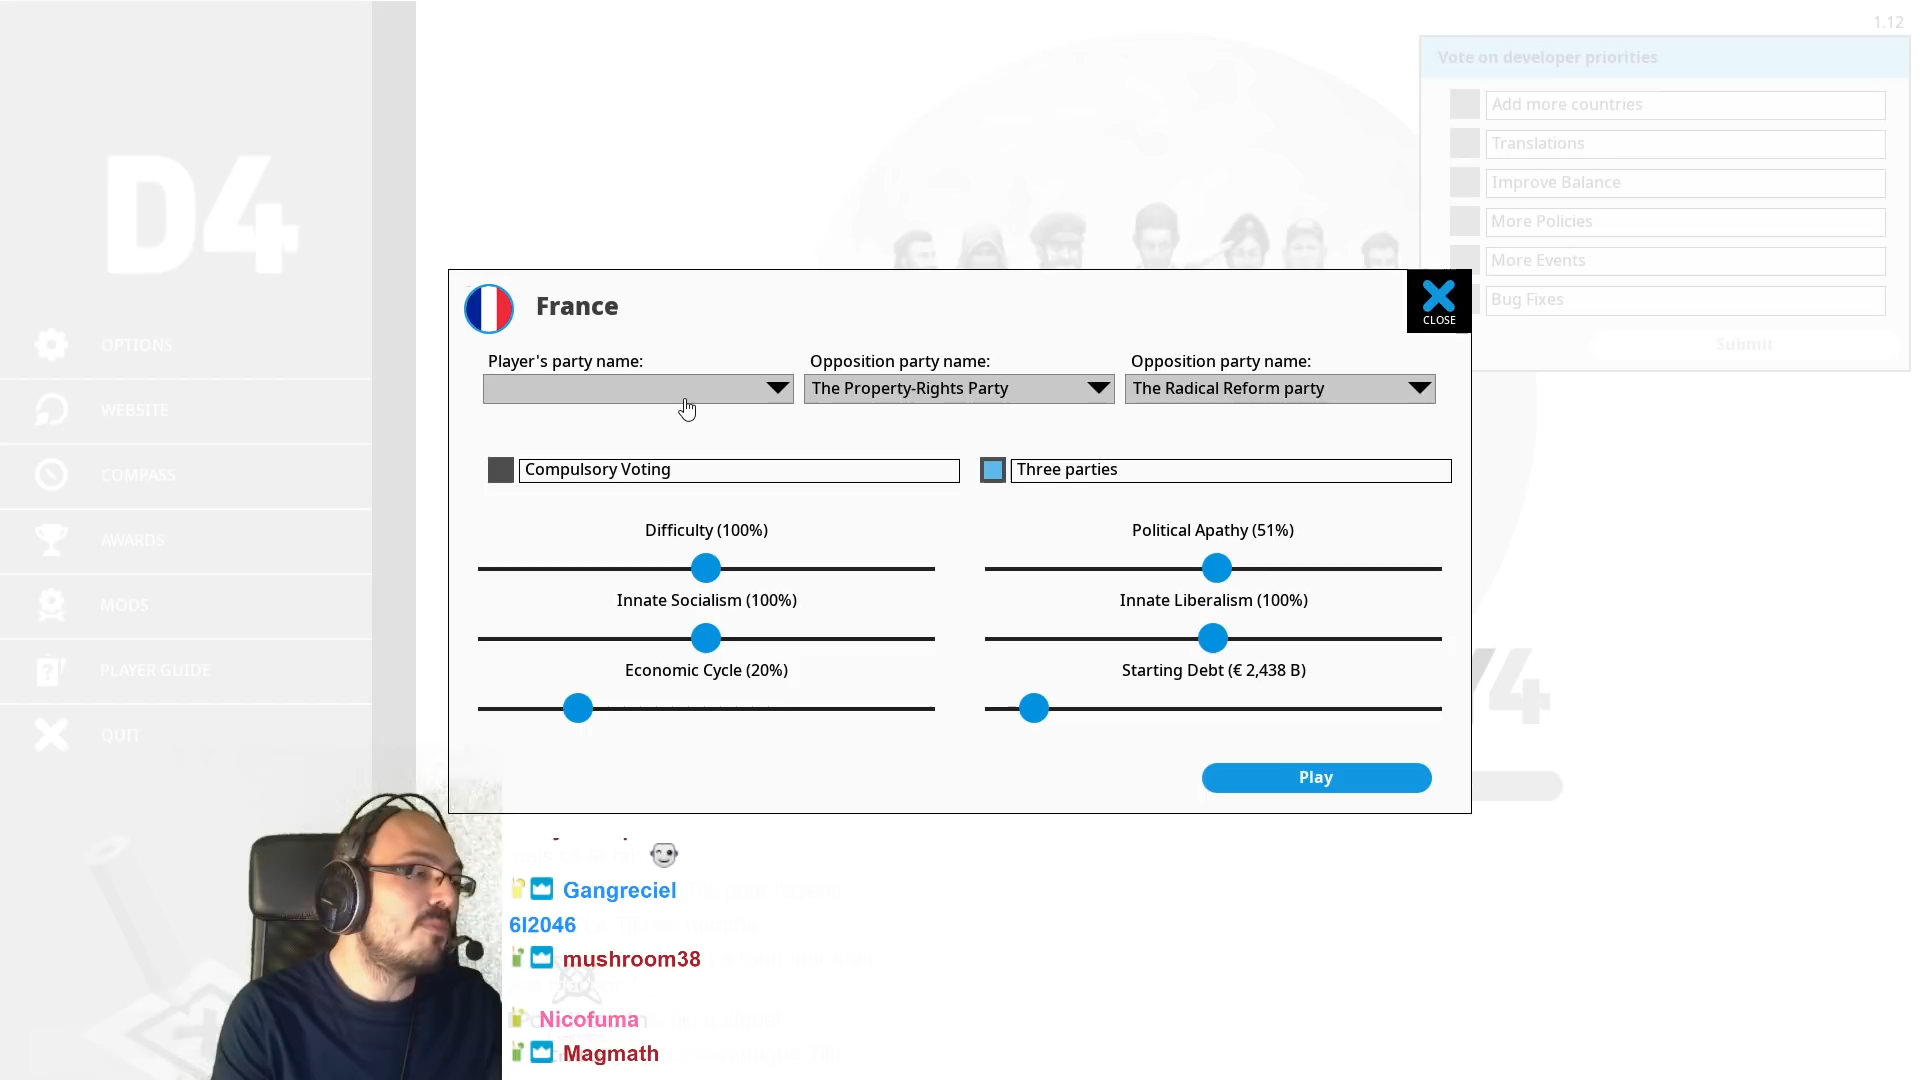 1.12
Vote on developer priorities
Add more countries
Translations
Improve Balance
More Policies
More Events
Bug Fixes
Submit
D4
OPTIONS
WEBSITE
COMPASS
AWARDS
MODS
PLAYER GUIDE
QUIT
France
CLOSE
Player's party name:
Opposition party name:
Opposition party name:
The Property-Rights Party
The Radical Reform party
Compulsory Voting
Three parties
Difficulty (100%)
Political Apathy (51%)
Innate Socialism (100%)
Innate Liberalism (100%)
Economic Cycle (20%)
Starting Debt (€ 2,438 B)
Play
Gangreciel
6l2046
mushroom38
Nicofuma
Magmath